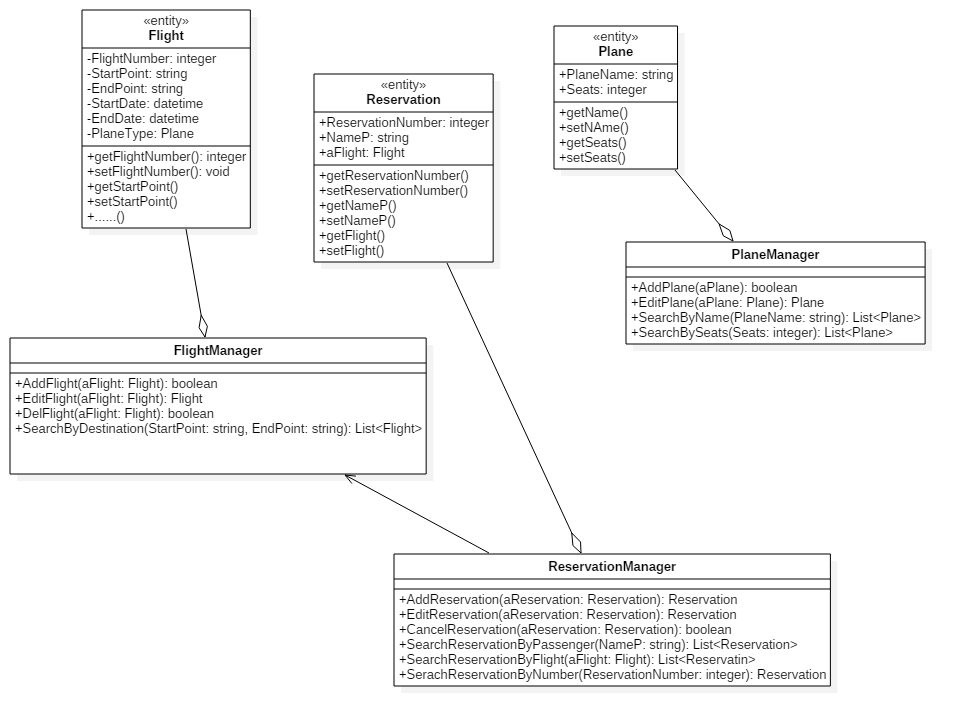 «entity»
Flight
-FlightNumber: integer
-StartPoint: string
-EndPoint: string
-StartDate: datetime
-EndDate: datetime
-PlaneType: Plane
+getFlightNumber(): integer
+setFlightNumber(): void
+getStartPoint()
+setStartPoint()
+......()
«entity»
Reservation
+ReservationNumber: integer
+NameP: string
+aFlight: Flight
+getReservationNumber()
+setReservationNumber()
+getNameP()
+setNameP()
+getFlight()
+setFlight()
«entity»
Plane
+PlaneName: string
+Seats: integer
+getName()
+setNAme()
+getSeats()
+setSeats()
PlaneManager
+AddPlane(aPlane): boolean
+EditPlane(aPlane: Plane): Plane
+SearchByName(PlaneName: string): List<Plane>
+SearchBySeats(Seats: integer): List<Plane>
FlightManager
+AddFlight(aFlight: Flight): boolean
+EditFlight(aFlight: Flight): Flight
+DelFlight(aFlight: Flight): boolean
+SearchByDestination(StartPoint: string, EndPoint: string): List<Flight>
ReservationManager
+AddReservation(aReservation: Reservation): Reservation
+EditReservation(aReservation: Reservation): Reservation
+CancelReservation(aReservation: Reservation): boolean
+SearchReservationByPassenger(NameP: string): List<Reservation>
+SearchReservationByFlight(aFlight: Flight): List<Reservatin>
+SerachReservationByNumber(ReservationNumber: integer): Reservation